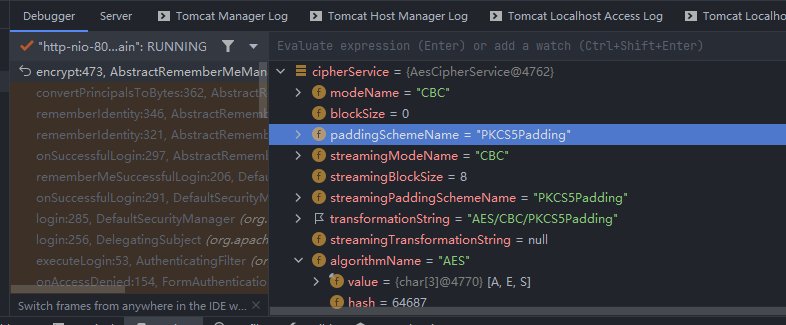 Debugger Server Tomcat Manager Log Tomcat Host Manager Log Tomcat Localhost Access Log Tomcat Localho
"http-nio-80...ain": RUNNING
Evaluate expression (Enter) or add a watch (Ctrl+Shift+Enter)
encrypt:473, AbstractRememberMeMan
cipherService = {AesCipherService@4762}
convertPrincipalsToBytes:362, AbstractR
modeName = "CBC"
rememberIdentity:346, AbstractRememb
blockSize = 0
rememberIdentity:321, AbstractRememb
paddingSchemeName = "PKCS5Padding"
onSuccessfulLogin:297, AbstractRememb
streamingModeName = "CBC"
rememberMeSuccessfulLogin:206, Defau
streamingBlockSize = 8
onSuccessfulLogin:291, DefaultSecurityM
streamingPaddingSchemeName = "PKCS5Padding"
login:285, DefaultSecurityManager (org.
transformationString = "AES/CBC/PKCS5Padding"
login:256, DelegatingSubject (org.apach
streamingTransformationString = null
executeLogin:53, AuthenticatingFilter (or
algorithmName = "AES"
onAccessDenied:154, FormAuthentication
value = {char[3]@4770} [A, E, S]
Switch frames from anywhere in the IDE w...
hash = 64687